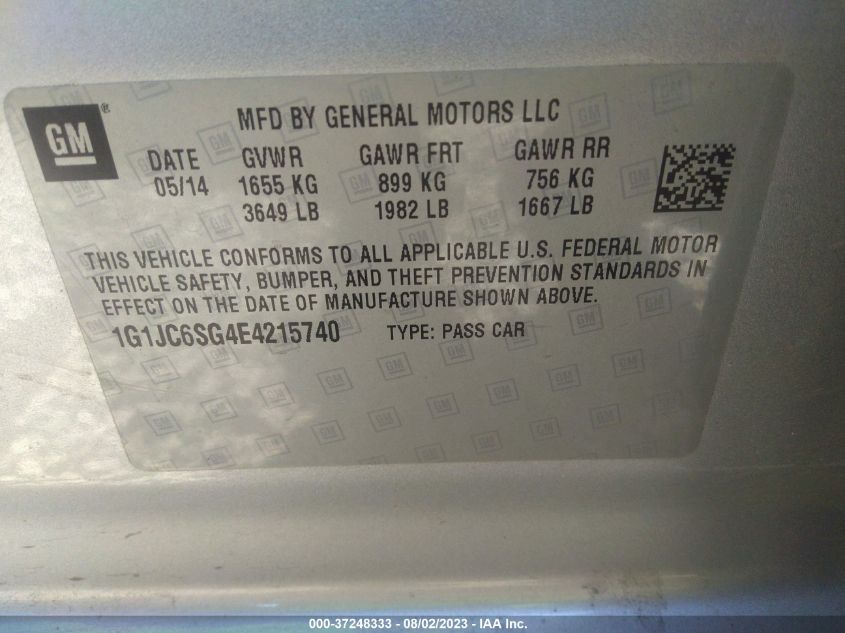 GM ®
MFD BY GENERAL MOTORS LLC
DATE GVWR GAWR FRT GAWR RR
05/14 1655 KG 899 KG 756 KG
3649 LB 1982 LB 1667 LB
THIS VEHICLE CONFORMS TO ALL APPLICABLE U.S. FEDERAL MOTOR
VEHICLE SAFETY, BUMPER, AND THEFT PREVENTION STANDARDS IN
EFFECT ON THE DATE OF MANUFACTURE SHOWN ABOVE.
1G1JC6SG4E4215740 TYPE: PASS CAR
000-37248333 — 08/02/2023 — IAA Inc.